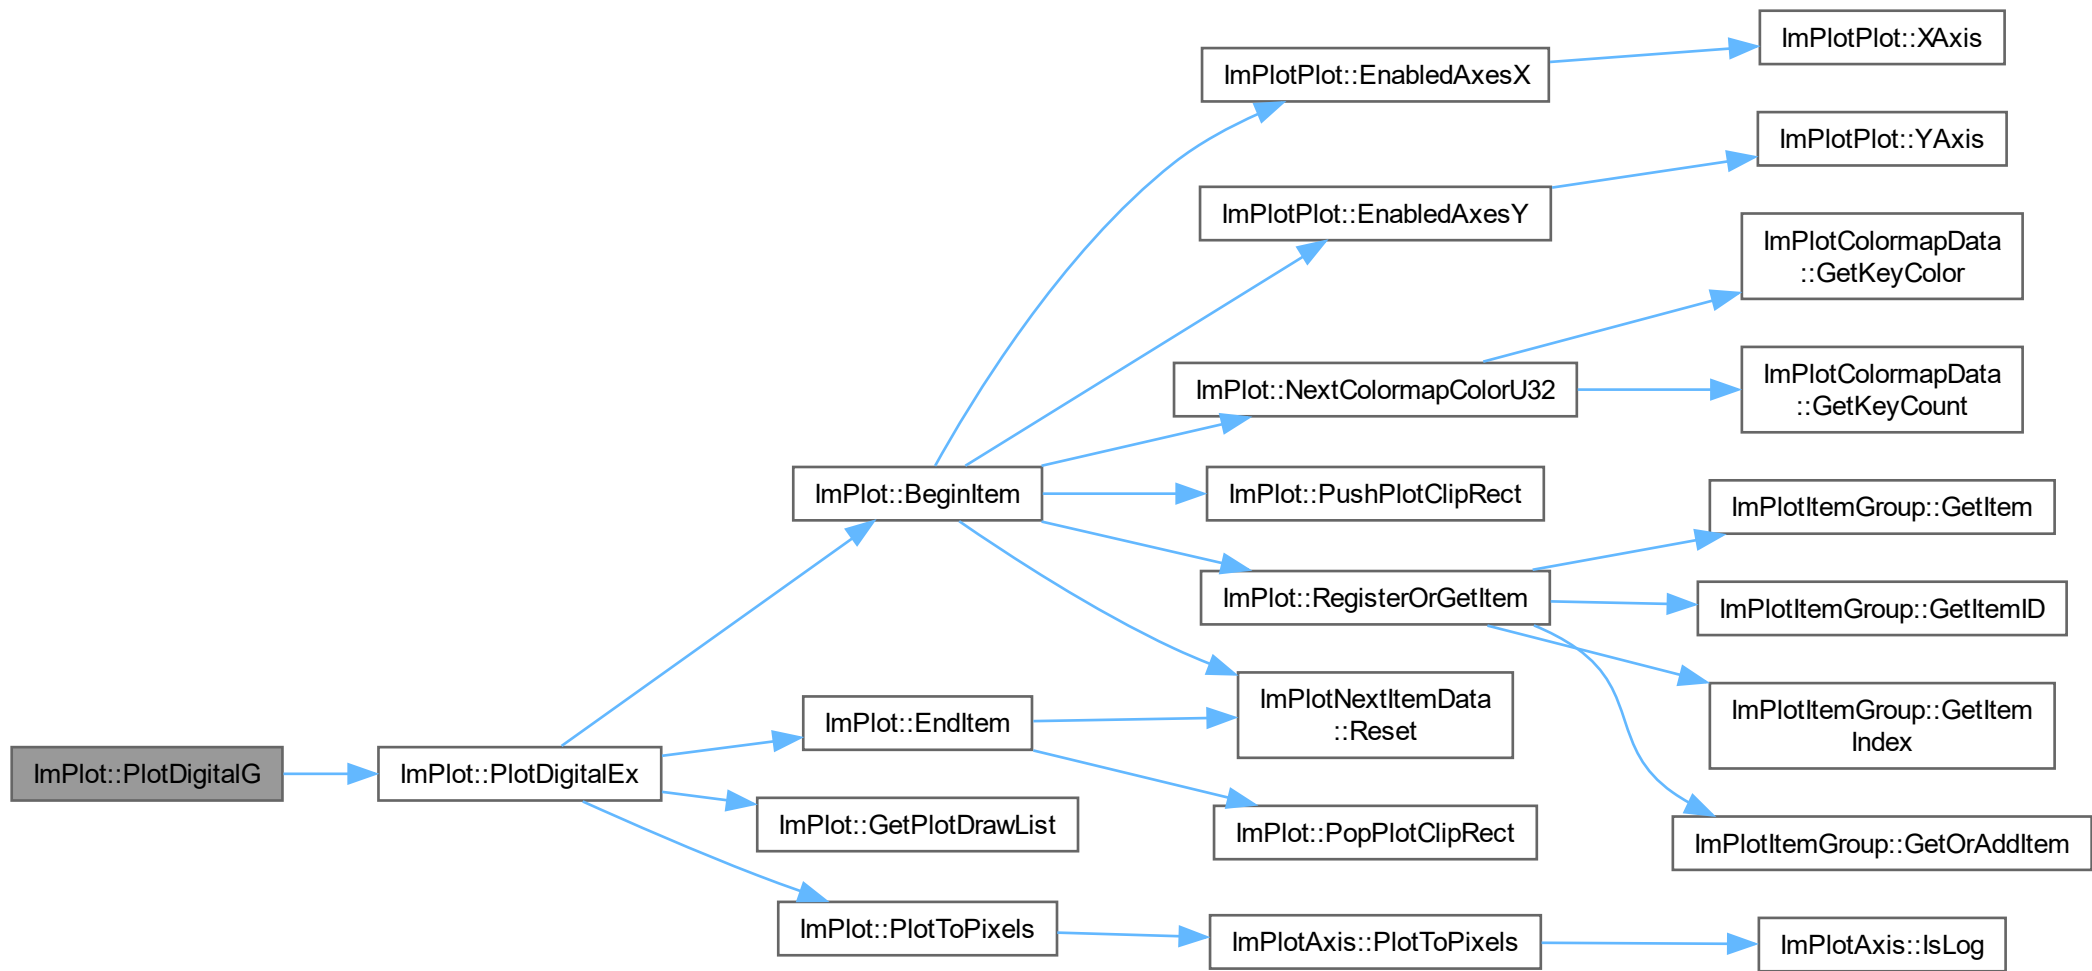 ImPlot::PlotDigitalG
ImPlot::PlotDigitalEx
ImPlot::BeginItem
ImPlot::EndItem
ImPlot::GetPlotDrawList
ImPlot::PlotToPixels
ImPlotPlot::EnabledAxesX
ImPlotPlot::EnabledAxesY
ImPlot::NextColormapColorU32
ImPlot::PushPlotClipRect
ImPlot::RegisterOrGetItem
ImPlotNextItemData
::Reset
ImPlot::PopPlotClipRect
ImPlotAxis::PlotToPixels
ImPlotPlot::XAxis
ImPlotPlot::YAxis
ImPlotColormapData
::GetKeyColor
ImPlotColormapData
::GetKeyCount
ImPlotItemGroup::GetItem
ImPlotItemGroup::GetItemID
ImPlotItemGroup::GetItem
Index
ImPlotItemGroup::GetOrAddItem
ImPlotAxis::IsLog